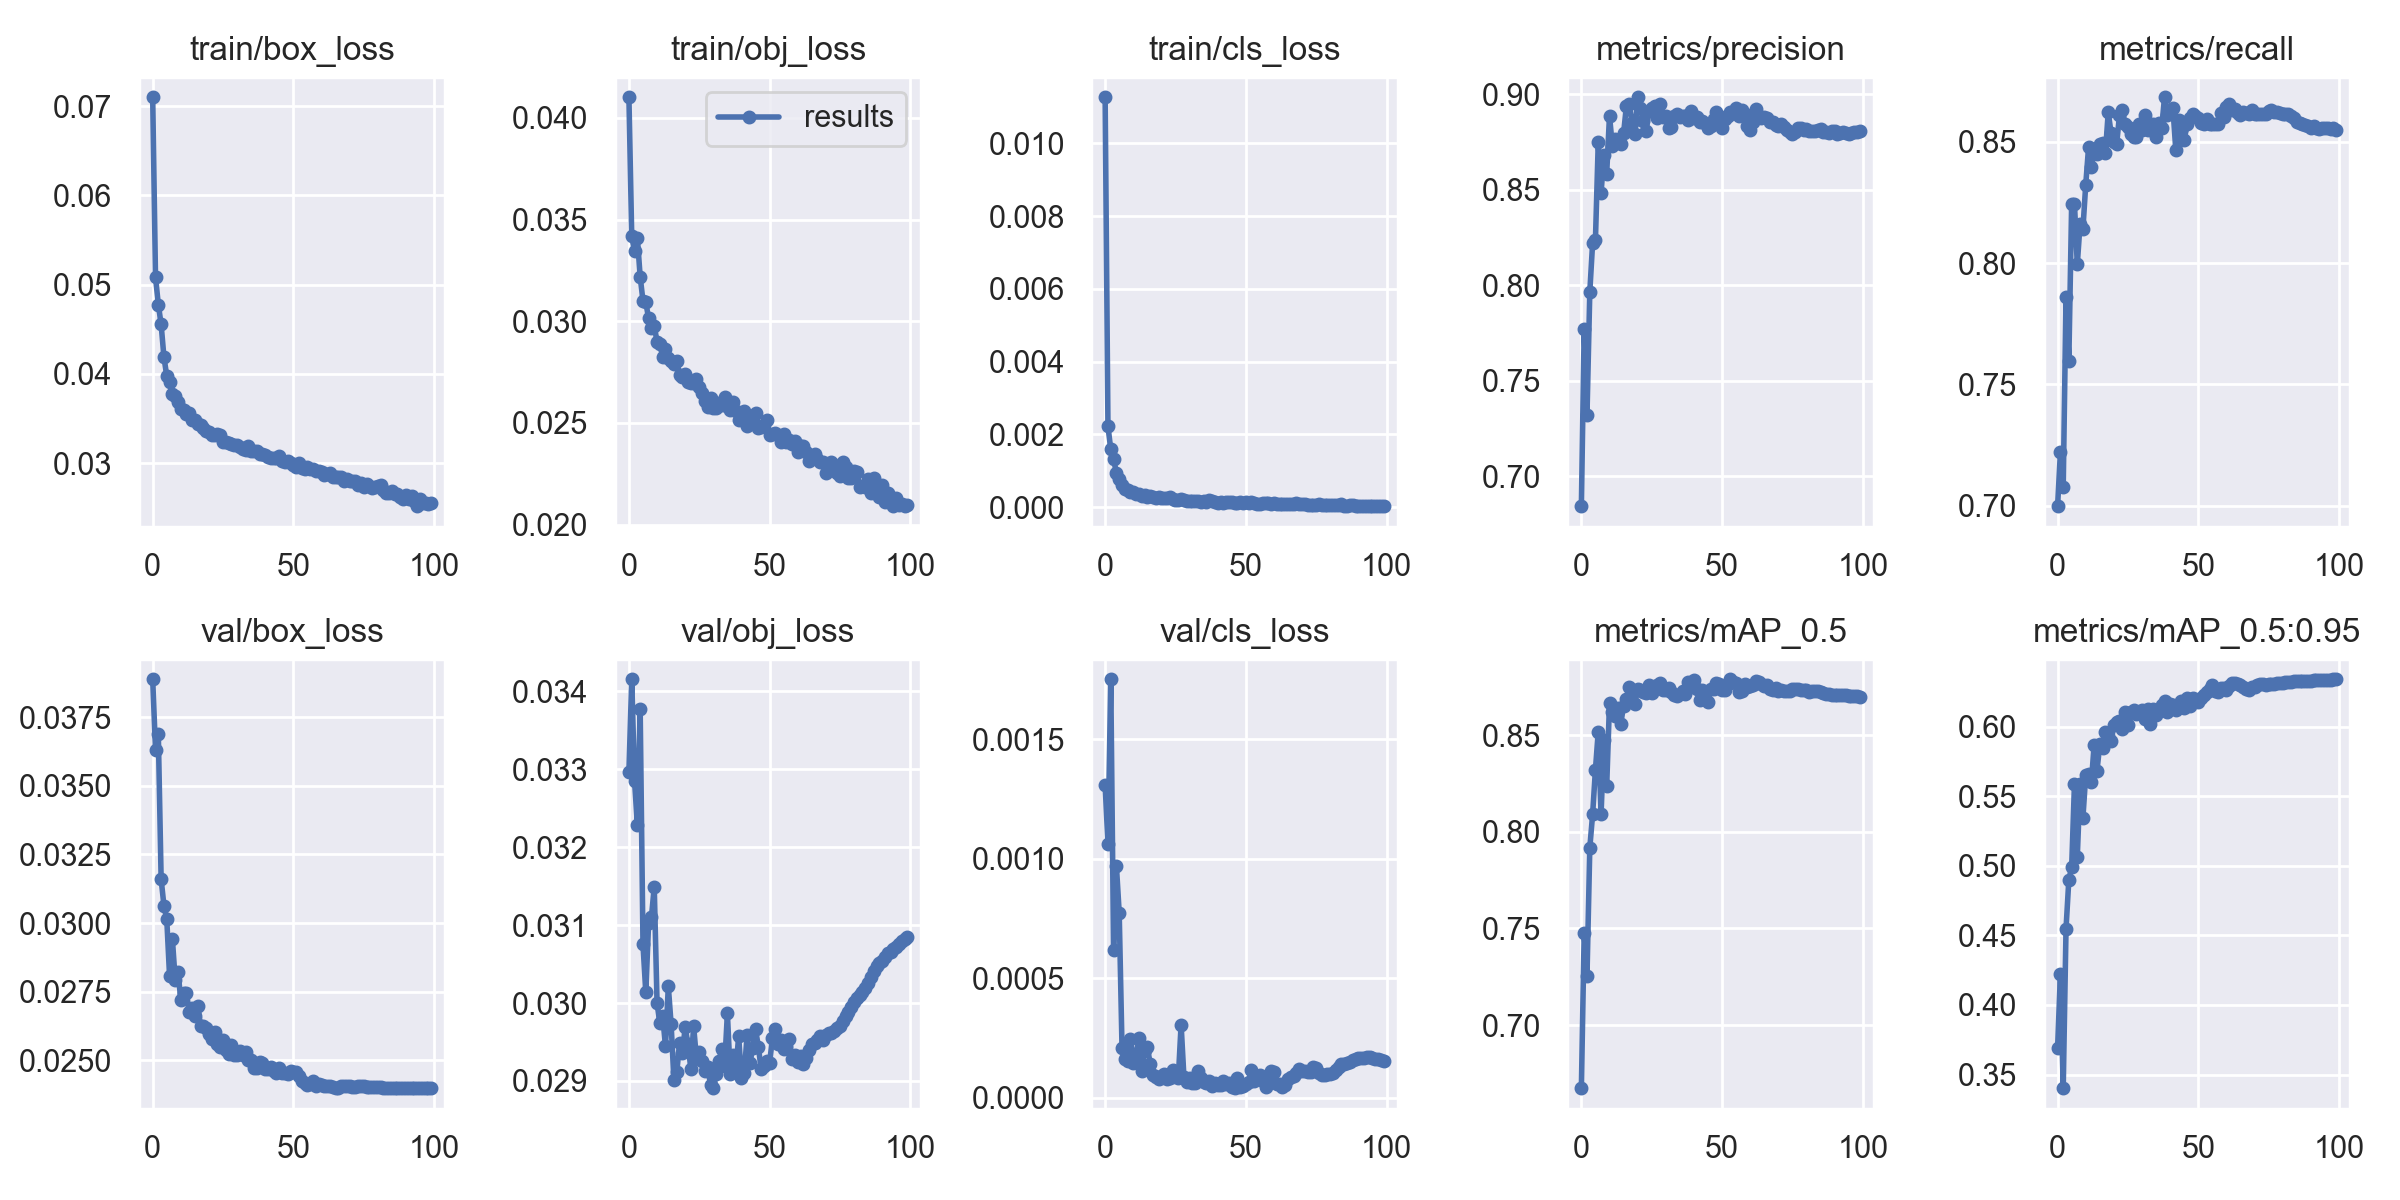 train/box_loss
train/obj_loss
train/cls_loss
metrics/precision
metrics/recall
0.07
0.06
0.05
0.04
0.03
0 50 100
results
0.040
0.035
0.030
0.025
0.020
0 50 100
0.010
0.008
0.006
0.004
0.002
0.000
0 50 100
0.90
0.85
0.80
0.75
0.70
0 50 100
0.85
0.80
0.75
0.70
0 50 100
val/box_loss
val/obj_loss
val/cls_loss
metrics/mAP_0.5
metrics/mAP_0.5:0.95
0.0375
0.0350
0.0325
0.0300
0.0275
0.0250
0 50 100
0.034
0.033
0.032
0.031
0.030
0.029
0 50 100
0.0015
0.0010
0.0005
0.0000
0 50 100
0.85
0.80
0.75
0.70
0 50 100
0.60
0.55
0.50
0.45
0.40
0.35
0 50 100